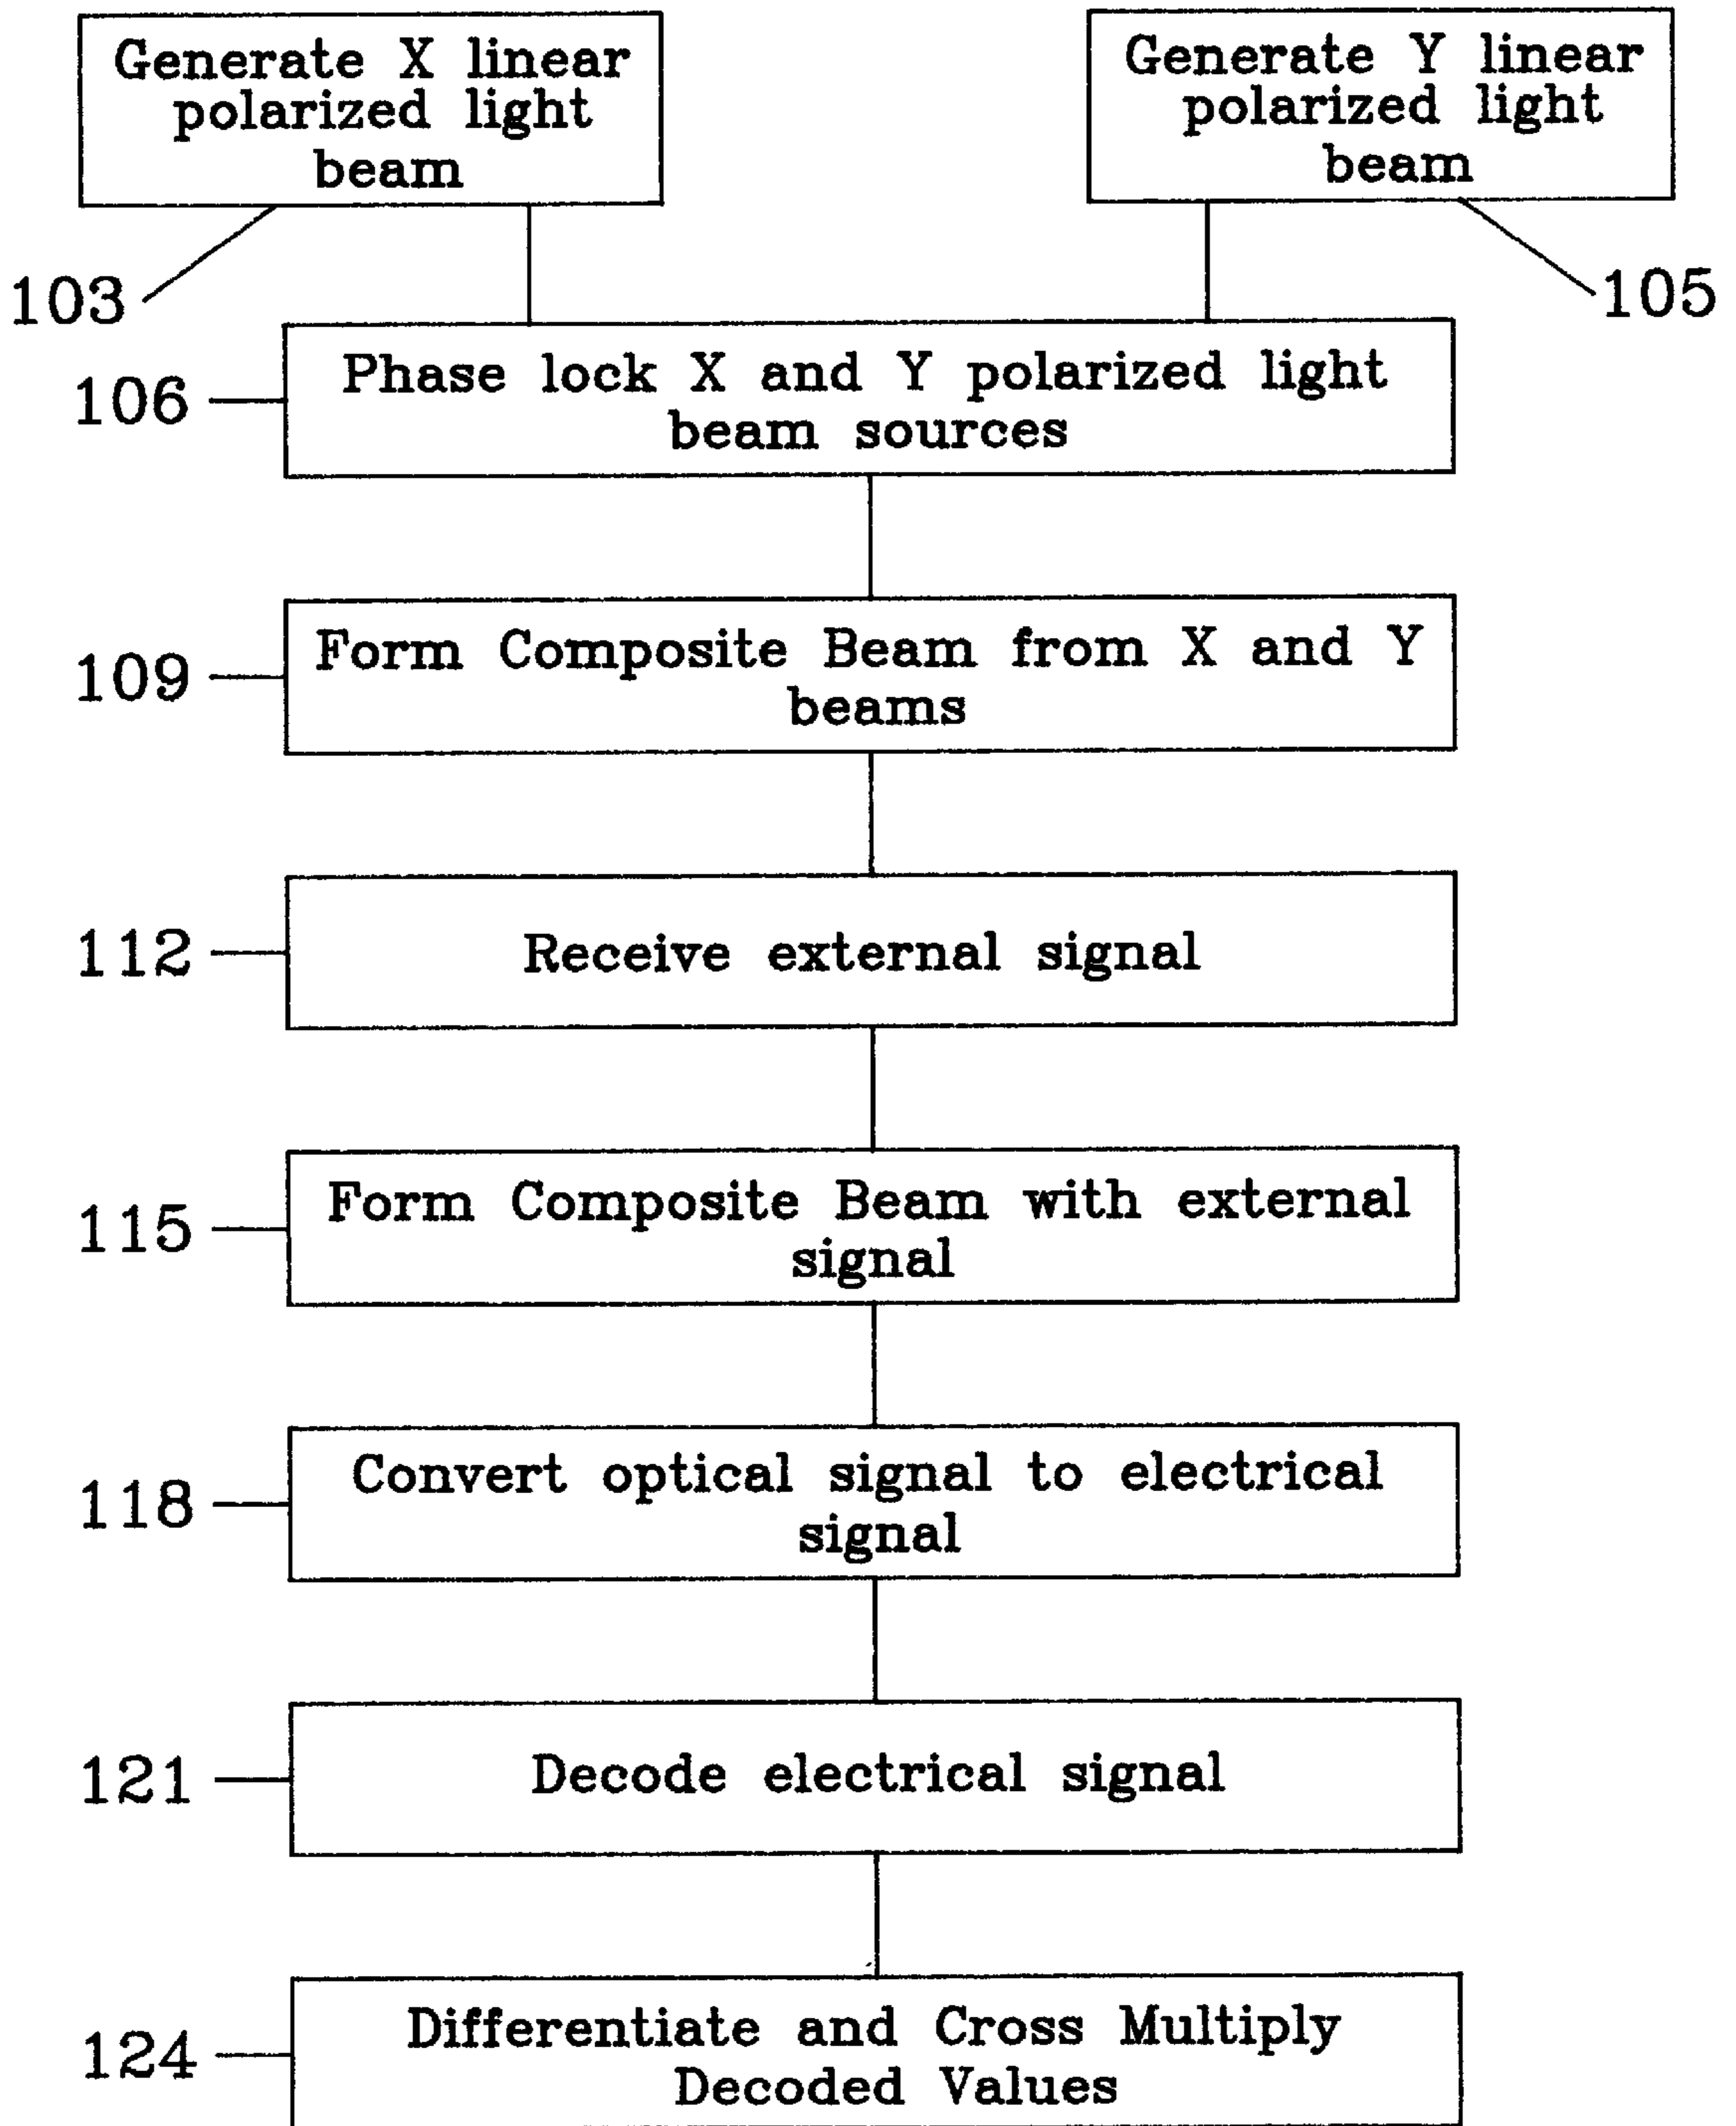 Generate X linear
polarized light
beam
Generate Y linear
polarized light
beam
103
105
106
Phase lock X and Y polarized light
beam sources
109
Form Composite Beam from X and Y
beams
112
Receive external signal
115
Form Composite Beam with external
signal
118
Convert optical signal to electrical
signal
121
Decode electrical signal
124
Differentiate and Cross Multiply
Decoded Values